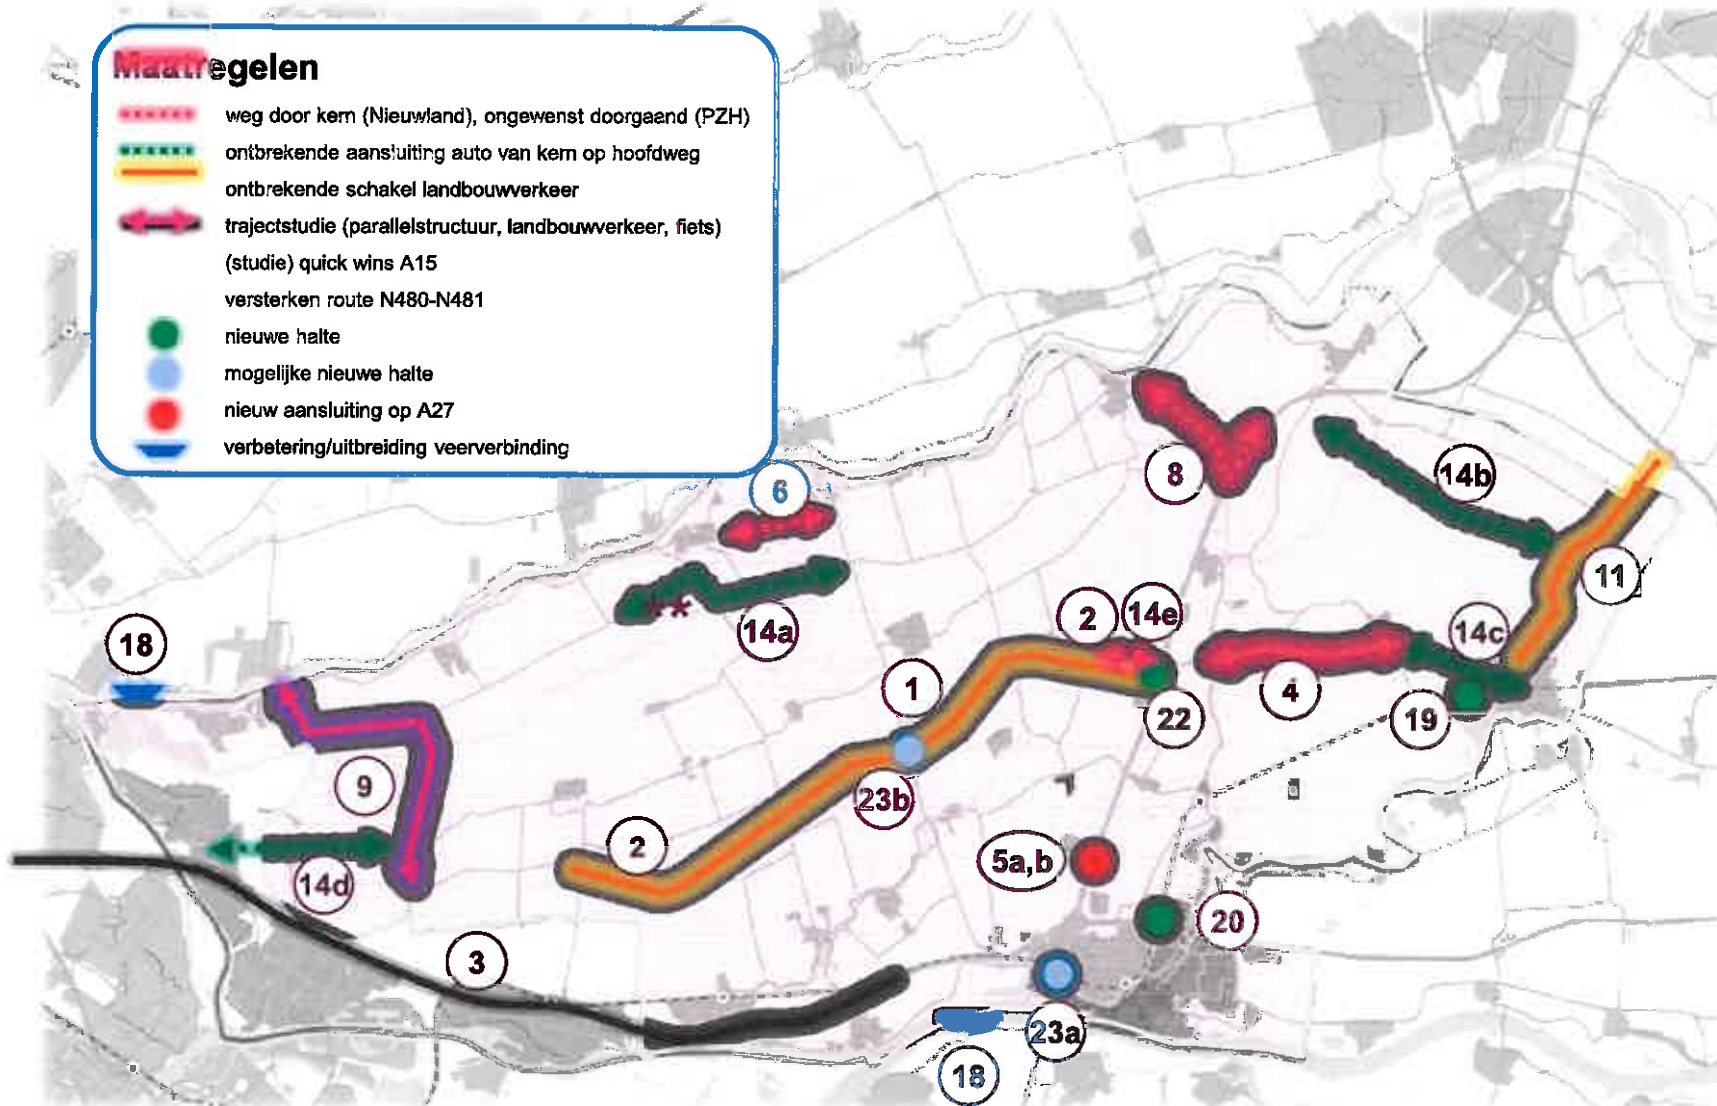 Maatregelen
weg door kern (Nieuwland), ongewenst doorgaand (PZH)
ontbrekende aansluiting auto van kern op hoofdweg
ontbrekende schakel landbouwverkeer
trajectstudie (parallelstructuur, landbouwverkeer, fiets)
(studie) quick wins A15
versterken route N480-N481
nieuwe halte
mogelijke nieuwe halte
nieuw aansluiting op A27
verbetering/uitbreiding veerverbinding
6
8
14b
11
**
14a
18
2
14e
14c
1
4
22
19
9
23b
2
5a,b
14d
20
3
23a
18